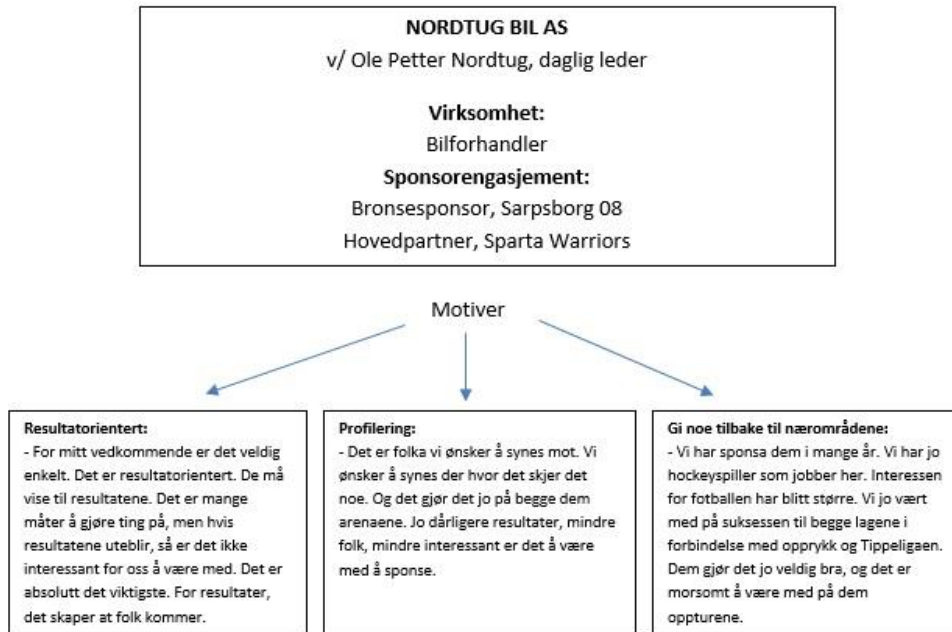 NORDTUG BIL AS
v/ Ole Petter Nordtug, daglig leder
Virksomhet:
Bilforhandler
Sponsorengasjement:
Bronsesponsor, Sarpsborg 08
Hovedpartner, Sparta Warriors
Motiver
Resultatorientert:
- For mitt vedkommende er det veldig
enkelt. Det er resultatorientert. De må
vise til resultatene. Det er mange
måter å gjøre ting på, men hvis
resultatene uteblir, så er det ikke
interessant for oss å være med. Det er
absolutt det viktigste. For resultater,
det skaper at folk kommer.
Profilering:
- Det er folka vi ønsker å synes mot. Vi
ønsker å synes der hvor det skjer det
noe. Og det gjør det jo på begge dem
arenaene. Jo dårligere resultater, mindre
folk, mindre interessant er det å være
med å sponse.
Gi noe tilbake til nærområdene:
- Vi har sponsa dem i mange år. Vi har jo
hockeyspiller som jobber her. Interessen
for fotballen har blitt større. Vi jo vært
med på suksessen til begge lagene i
forbindelse med opprykk og Tippeligaen.
Dem gjør det jo veldig bra, og det er
morsomt å være med på dem
oppturene.